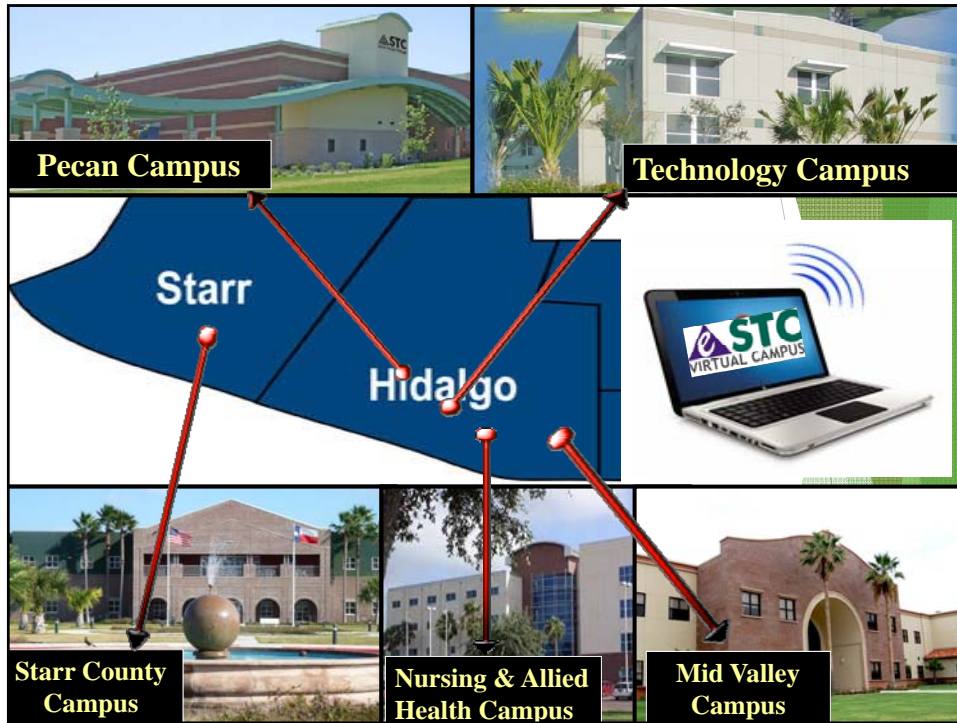 STC
Pecan Campus
Technology Campus
Starr
Hidalgo
e STC
VIRTUAL CAMPUS
Starr County
Campus
Nursing & Allied
Health Campus
Mid Valley
Campus